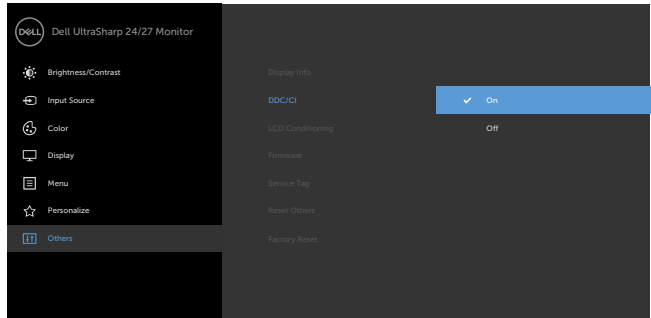 DELL
Dell UltraSharp 24/27 Monitor
Brightness/Contrast
Input Source
Color
Display
Menu
Personalize
Others
Display Info
DDC/CI
LCD Conditioning
Firmware
Service Tag
Reset Others
Factory Reset
On
Off